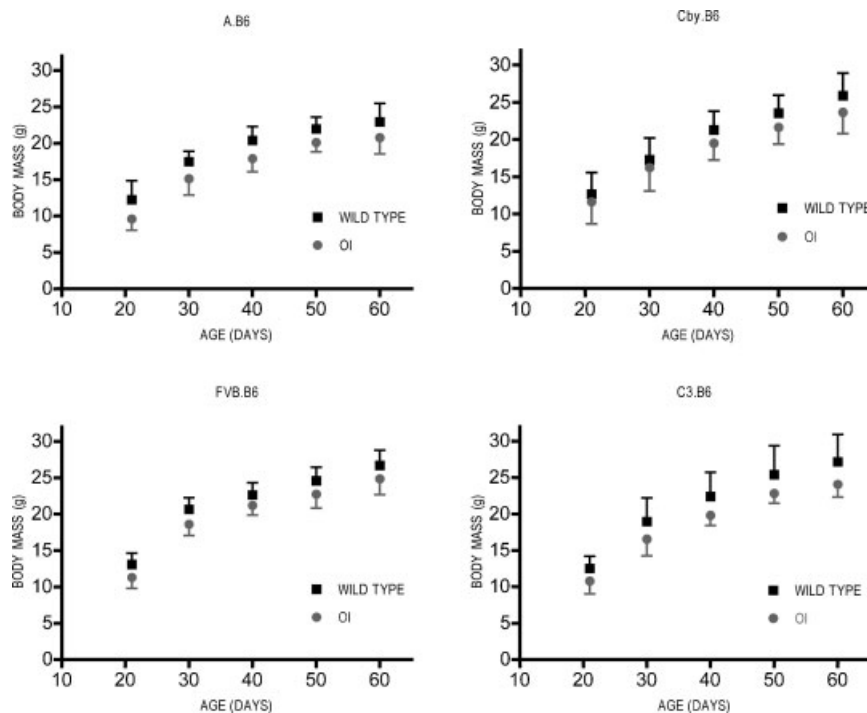 A.B6
30
25
20
15
10
5
0
BODY MASS (g)
WILD TYPE
OI
10 20 30 40 50 60
AGE (DAYS)
Cby.B6
30
25
20
15
10
5
0
BODY MASS (g)
WILD TYPE
OI
10 20 30 40 50 60
AGE (DAYS)
FVB.B6
30
25
20
15
10
5
0
BODY MASS (g)
WILD TYPE
OI
10 20 30 40 50 60
AGE (DAYS)
C3.B6
30
25
20
15
10
5
0
BODY MASS (g)
WILD TYPE
OI
10 20 30 40 50 60
AGE (DAYS)